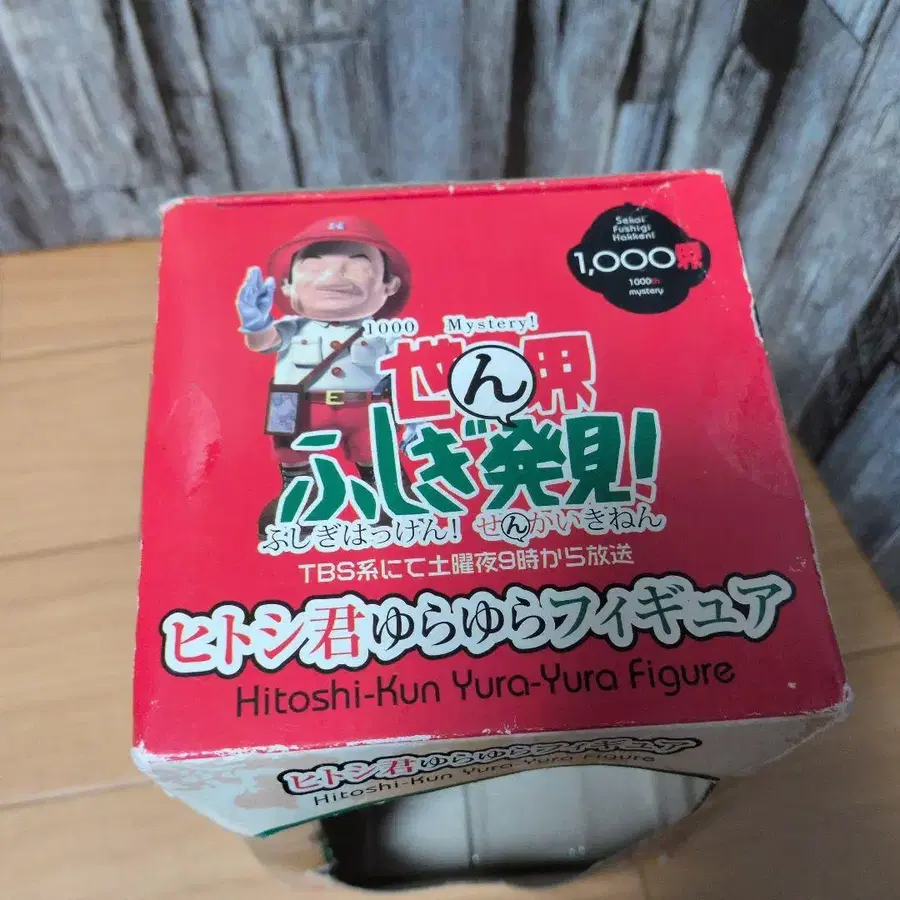 Sekai
Fushigi
Hakken!
1,000界
1000th
mystery
1000 Mystery!
世ん界
ふしぎ発見!
ふしぎはっけん! せんかいきねん
TBS系にて土曜夜9時から放送
ヒトシ君ゆらゆらフィギュア
Hitoshi-Kun Yura-Yura Figure
ヒトシ君ゆらゆらフィギュア
Hitoshi-Kun Yura-Yura Figure